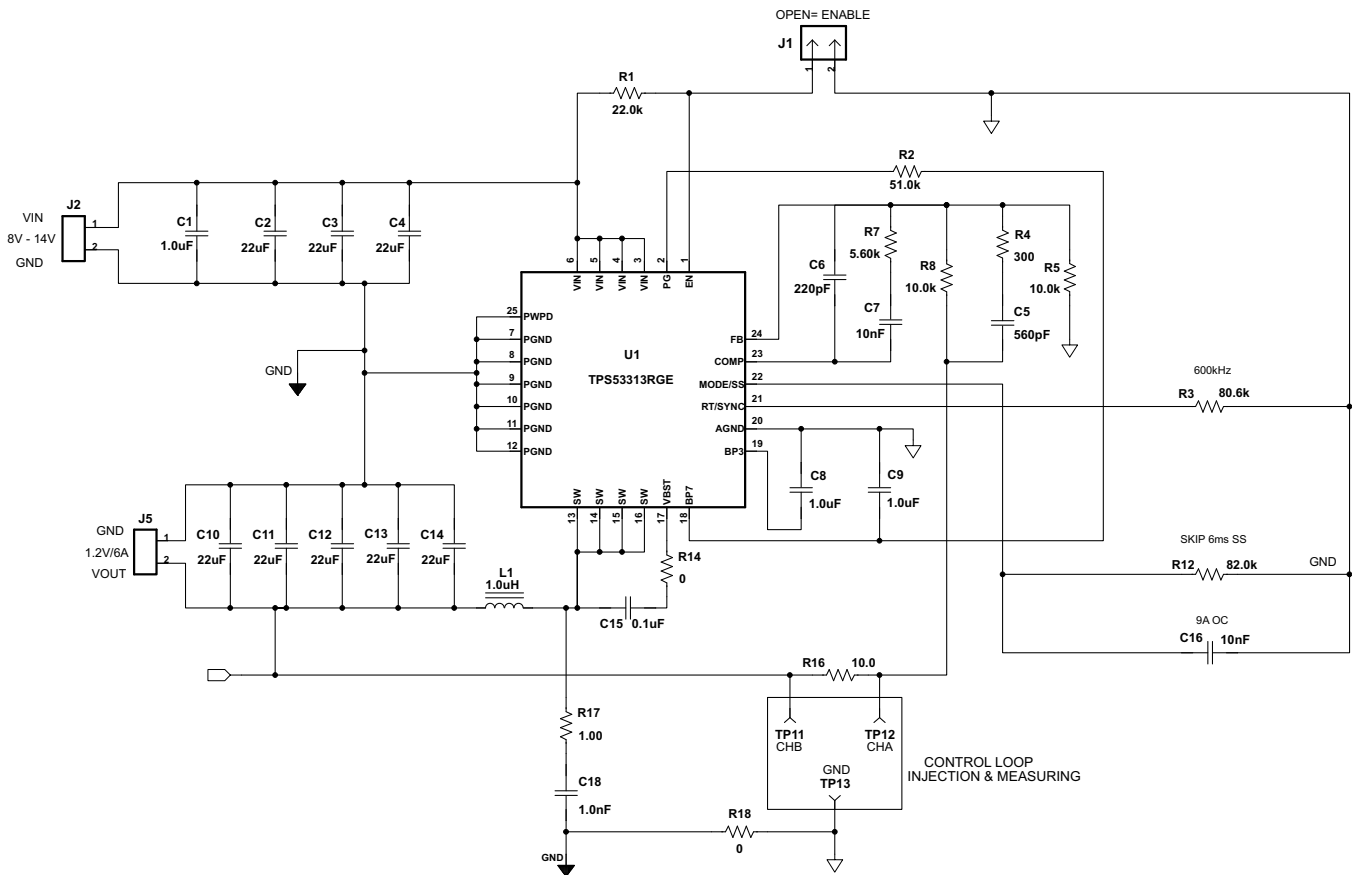 OPEN= ENABLE
J1
1
2
R1
22.0k
R2
51.0k
J2
VIN
8V - 14V
GND
1
2
C1
1.0uF
C2
22uF
C3
22uF
C4
22uF
6
5
4
3
2
1
VIN
VIN
VIN
VIN
PG
EN
C6
220pF
R7
5.60k
C7
10nF
R8
10.0k
R4
300
C5
560pF
R5
10.0k
25
PWPD
7
PGND
8
PGND
9
PGND
10
PGND
11
PGND
12
PGND
U1
TPS53313RGE
FB
24
COMP
23
MODE/SS
22
RT/SYNC
21
AGND
20
BP3
19
GND
600kHz
R3
80.6k
C8
1.0uF
C9
1.0uF
SW
SW
SW
SW
VBST
BP7
13
14
15
16
17
18
J5
GND
1.2V/6A
VOUT
1
2
C10
22uF
C11
22uF
C12
22uF
C13
22uF
C14
22uF
L1
1.0uH
R14
0
C15
0.1uF
SKIP 6ms SS
R12
82.0k
GND
9A OC
C16
10nF
R16
10.0
TP11
CHB
TP12
CHA
GND
TP13
CONTROL LOOP
INJECTION & MEASURING
R17
1.00
C18
1.0nF
R18
0
GND